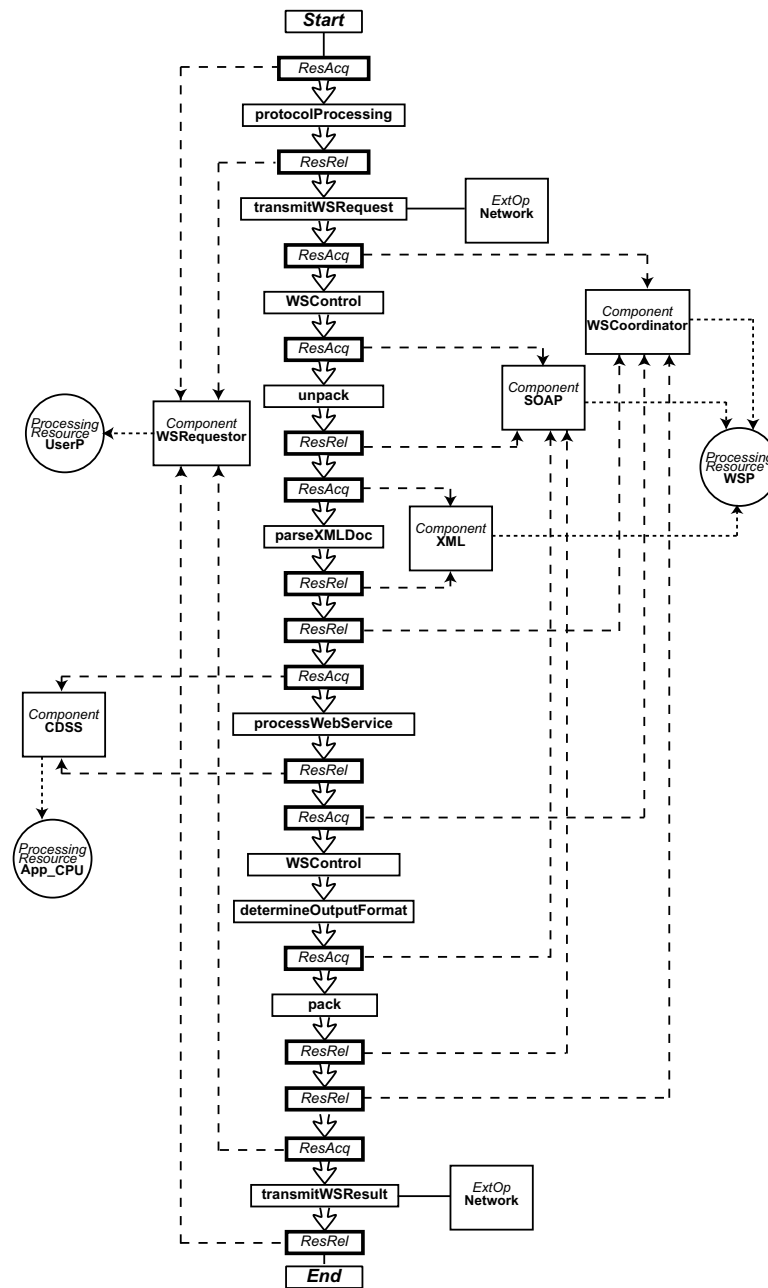 Start
ResAcq
protocolProcessing
ResRel
transmitWSRequest
ExtOp
Network
ResAcq
WSControl
Component
WSCoordinator
ResAcq
unpack
Component
SOAP
Processing
Resource
UserP
Component
WSRequestor
ResRel
Processing
Resource
WSP
ResAcq
parseXMLDoc
Component
XML
ResRel
ResRel
ResAcq
Component
CDSS
processWebService
ResRel
ResAcq
Processing
Resource
App_CPU
WSControl
determineOutputFormat
ResAcq
pack
ResRel
ResRel
ResAcq
transmitWSResult
ExtOp
Network
ResRel
End